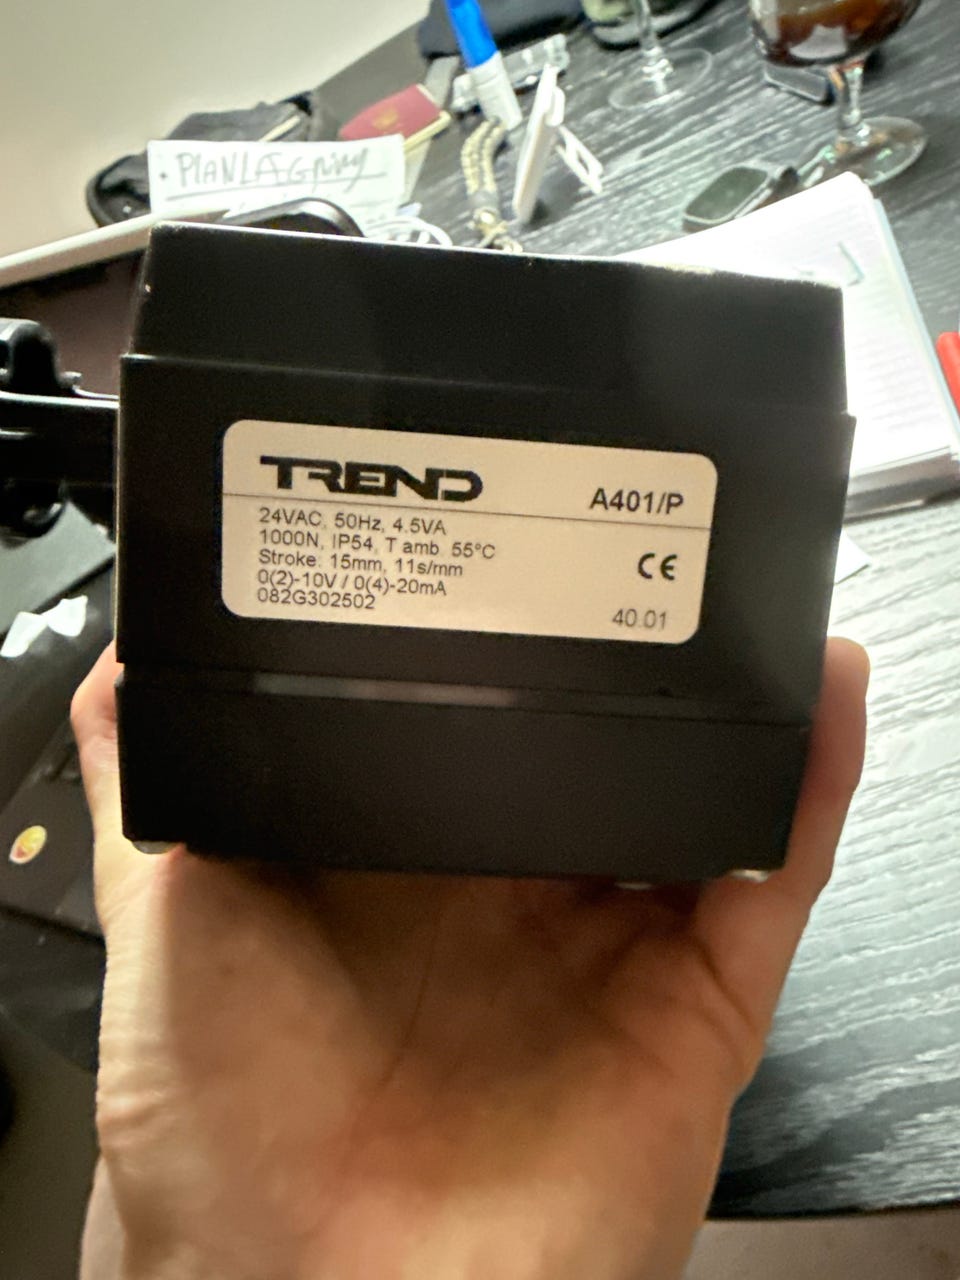 TREND
A401/P
24VAC, 50Hz, 4.5VA
1000N, IP54, T amb. 55°C
Stroke: 15mm, 11s/mm
0(2)-10V / 0(4)-20mA
082G302502
CE
40.01